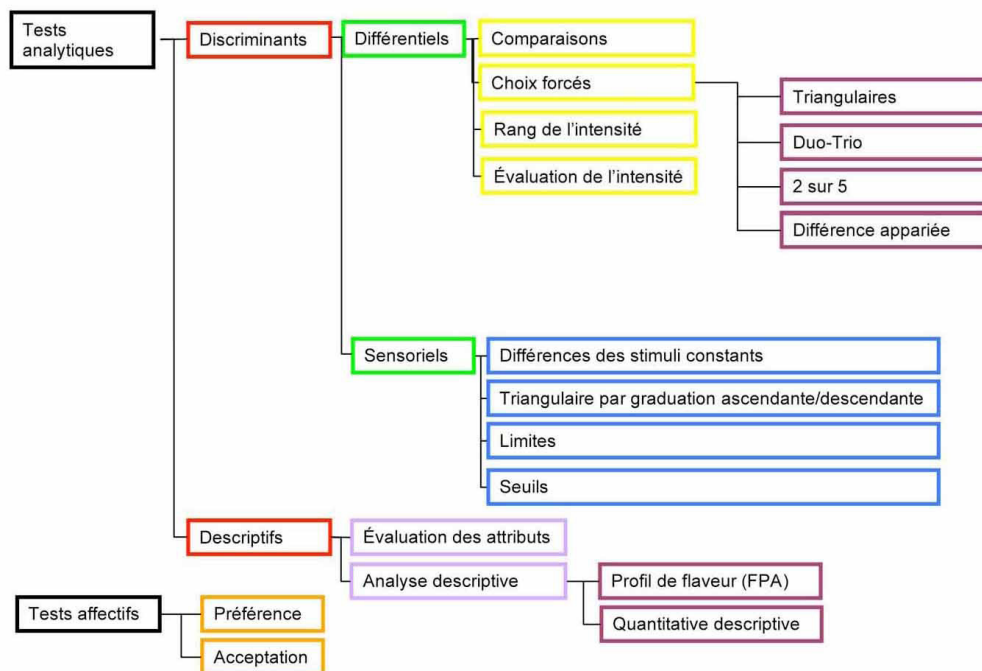 Tests
analytiques
Discriminants
Différentiels
Comparaisons
Choix forcés
Triangulaires
Duo-Trio
2 sur 5
Différence appariée
Rang de l'intensité
Évaluation de l'intensité
Sensoriels
Différences des stimuli constants
Triangulaire par graduation ascendante/descendante
Limites
Seuils
Descriptifs
Évaluation des attributs
Analyse descriptive
Profil de flaveur (FPA)
Quantitative descriptive
Tests affectifs
Préférence
Acceptation